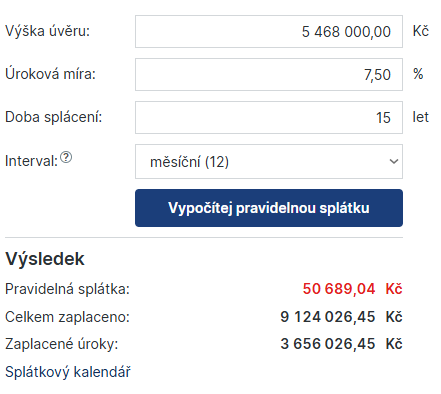 Výška úvěru: 5 468 000,00 Kč
Úroková míra: 7,50 %
Doba splácení: 15 let
Interval: ? měsíční (12)
Vypočítej pravidelnou splátku
Výsledek
Pravidelná splátka: 50 689,04 Kč
Celkem zaplaceno: 9 124 026,45 Kč
Zaplacené úroky: 3 656 026,45 Kč
Splátkový kalendář